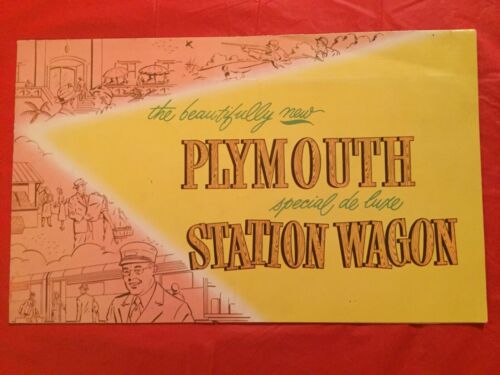 the beautifully new
PLYMOUTH
special de luxe
STATION WAGON